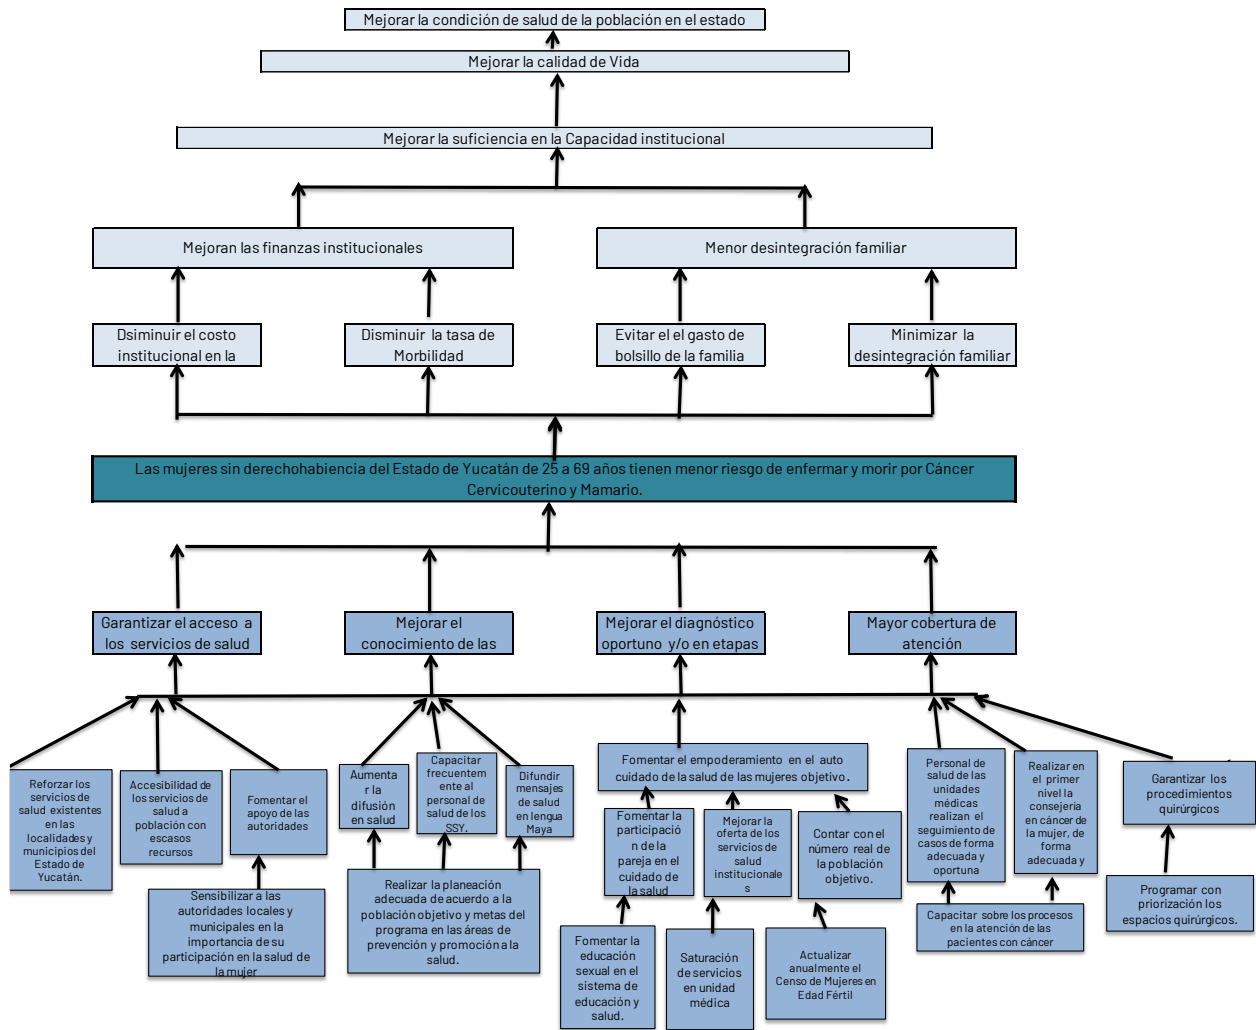 Mejorar la condición de salud de la población en el estado
Mejorar la calidad de Vida
Mejorar la suficiencia en la Capacidad institucional
Mejoran las finanzas institucionales
Menor desintegración familiar
Dsiminuir el costo
institucional en la
Disminuir la tasa de
Morbilidad
Evitar el el gasto de
bolsillo de la familia
Minimizar la
desintegración familiar
Las mujeres sin derechohabiencia del Estado de Yucatán de 25 a 69 años tienen menor riesgo de enfermar y morir por Cáncer
Cervicouterino y Mamario.
Garantizar el acceso a
los servicios de salud
Mejorar el
conocimiento de las
Mejorar el diagnóstico
oportuno y/o en etapas
Mayor cobertura de
atención
Reforzar los
servicios de
salud existentes
en las
localidades y
municipios del
Estado de
Yucatán.
Accesibilidad de
los servicios de
salud a
población con
escasos
recursos
Fomentar el
apoyo de las
autoridades
Aumenta
r la
difusión
en salud
Capacitar
frecuentem
ente al
personal de
salud de los
SSY.
Difundir
mensajes
de salud
en lengua
Maya
Fomentar el empoderamiento en el auto
cuidado de la salud de las mujeres objetivo.
Personal de
salud de las
unidades
médicas
realizan el
seguimiento de
casos de forma
adecuada y
oportuna
Realizar en
el primer
nivel la
consejería
en cáncer de
la mujer, de
forma
adecuada y
Garantizar los
procedimientos
quirúrgicos
Fomentar la
participació
n de la
pareja en el
cuidado de
la salud
Mejorar la
oferta de los
servicios de
salud
institucionale
s
Contar con el
número real de
la población
objetivo.
Sensibilizar a las
autoridades locales y
municipales en la
importancia de su
participación en la salud de
la mujer
Realizar la planeación
adecuada de acuerdo a la
población objetivo y metas del
programa en las áreas de
prevención y promoción a la
salud.
Capacitar sobre los procesos
en la atención de las
pacientes con cáncer
Programar con
priorización los
espacios quirúrgicos.
Fomentar la
educación
sexual en el
sistema de
educación y
salud.
Saturación
de servicios
en unidad
médica
Actualizar
anualmente el
Censo de Mujeres en
Edad Fértil